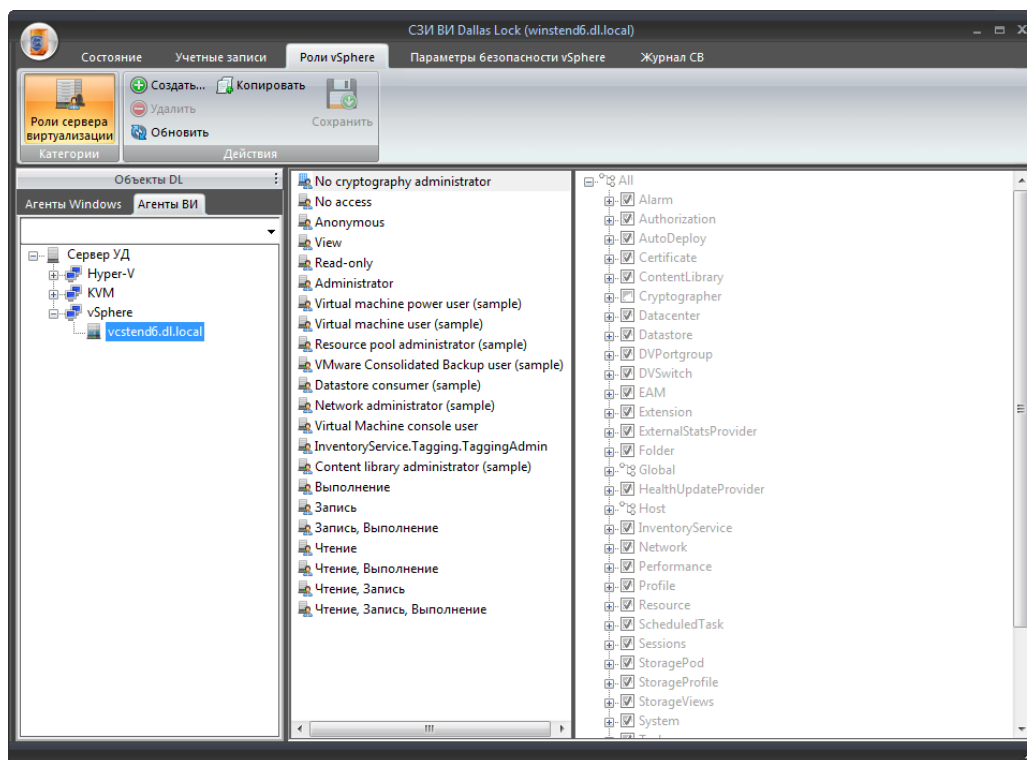 СЗИ ВИ Dallas Lock (winstend6.dl.local)
Состояние Учетные записи Роли vSphere Параметры безопасности vSphere Журнал СВ
Роли сервера виртуализации
Категории
Создать... Копировать
Удалить
Обновить
Сохранить
Действия
Объекты DL
Агенты Windows Агенты ВИ
Сервер УД
Hyper-V
KVM
vSphere
vcstend6.dl.local
No cryptography administrator
No access
Anonymous
View
Read-only
Administrator
Virtual machine power user (sample)
Virtual machine user (sample)
Resource pool administrator (sample)
VMware Consolidated Backup user (sample)
Datastore consumer (sample)
Network administrator (sample)
Virtual Machine console user
InventoryService.Tagging.TaggingAdmin
Content library administrator (sample)
Выполнение
Запись
Запись, Выполнение
Чтение
Чтение, Выполнение
Чтение, Запись
Чтение, Запись, Выполнение
All
Alarm
Authorization
AutoDeploy
Certificate
ContentLibrary
Cryptographer
Datacenter
Datastore
DVPortgroup
DVSwitch
EAM
Extension
ExternalStatsProvider
Folder
Global
HealthUpdateProvider
Host
InventoryService
Network
Performance
Profile
Resource
ScheduledTask
Sessions
StoragePod
StorageProfile
StorageViews
System